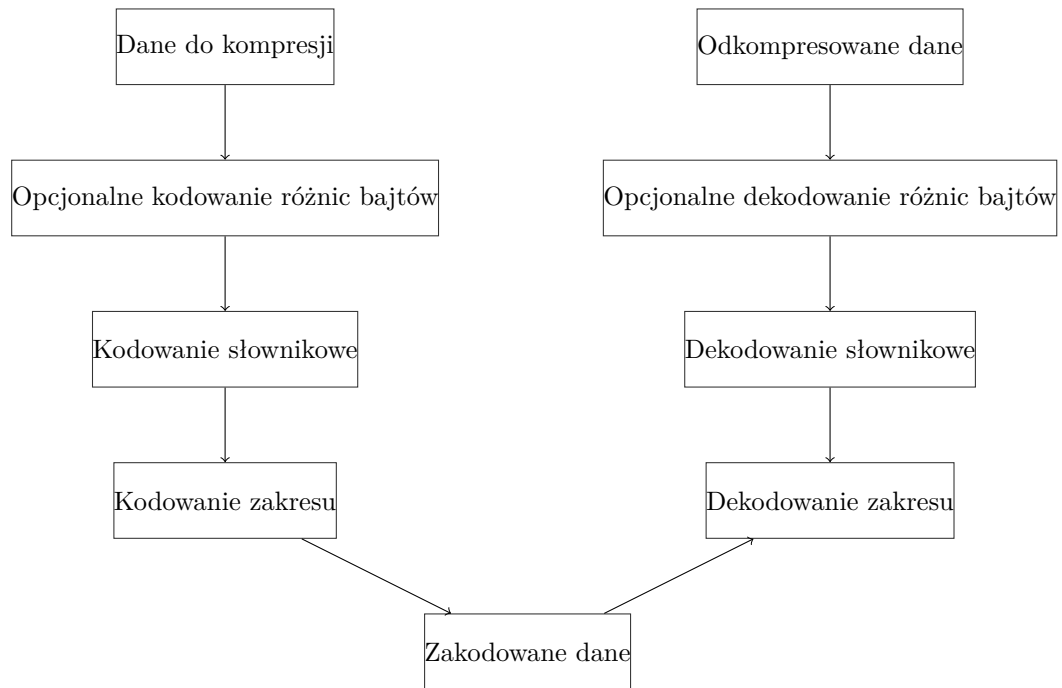 Dane do kompresji
Odkompresowane dane
Opcjonalne kodowanie różnic bajtów
Opcjonalne dekodowanie różnic bajtów
Kodowanie słownikowe
Dekodowanie słownikowe
Kodowanie zakresu
Dekodowanie zakresu
Zakodowane dane